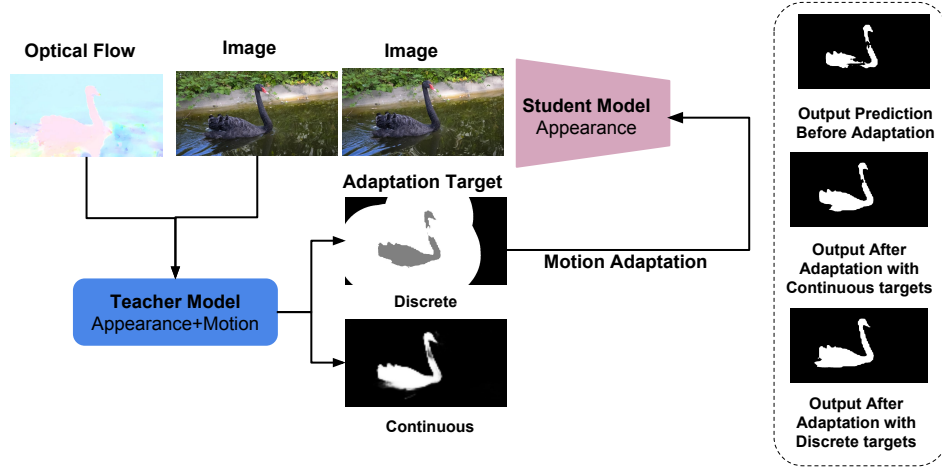 Optical Flow
Image
Image
Student Model
Appearance
Adaptation Target
Motion Adaptation
Discrete
Teacher Model
Appearance+Motion
Continuous
Output Prediction
Before Adaptation
Output After
Adaptation with
Continuous targets
Output After
Adaptation with
Discrete targets